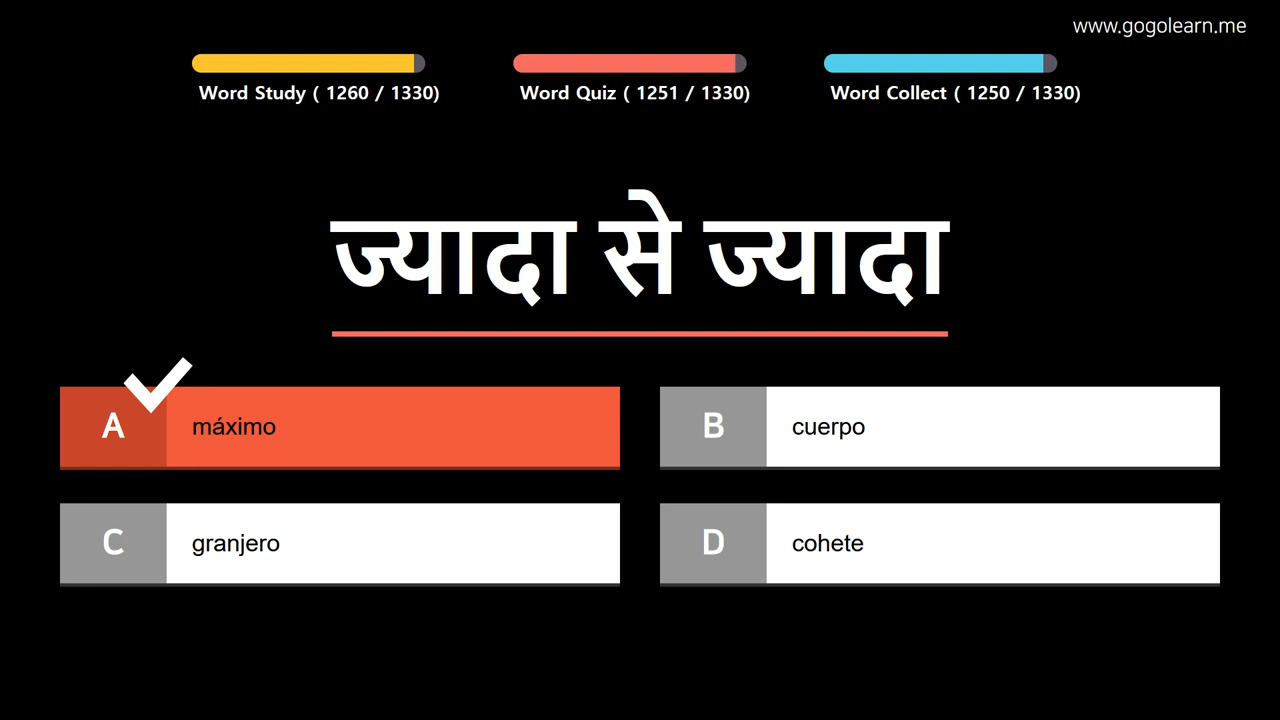 www.gogolearn.me
Word Study ( 1260 / 1330)
Word Quiz ( 1251 / 1330)
Word Collect ( 1250 / 1330)
ज्यादा से ज्यादा
A máximo
B cuerpo
C granjero
D cohete